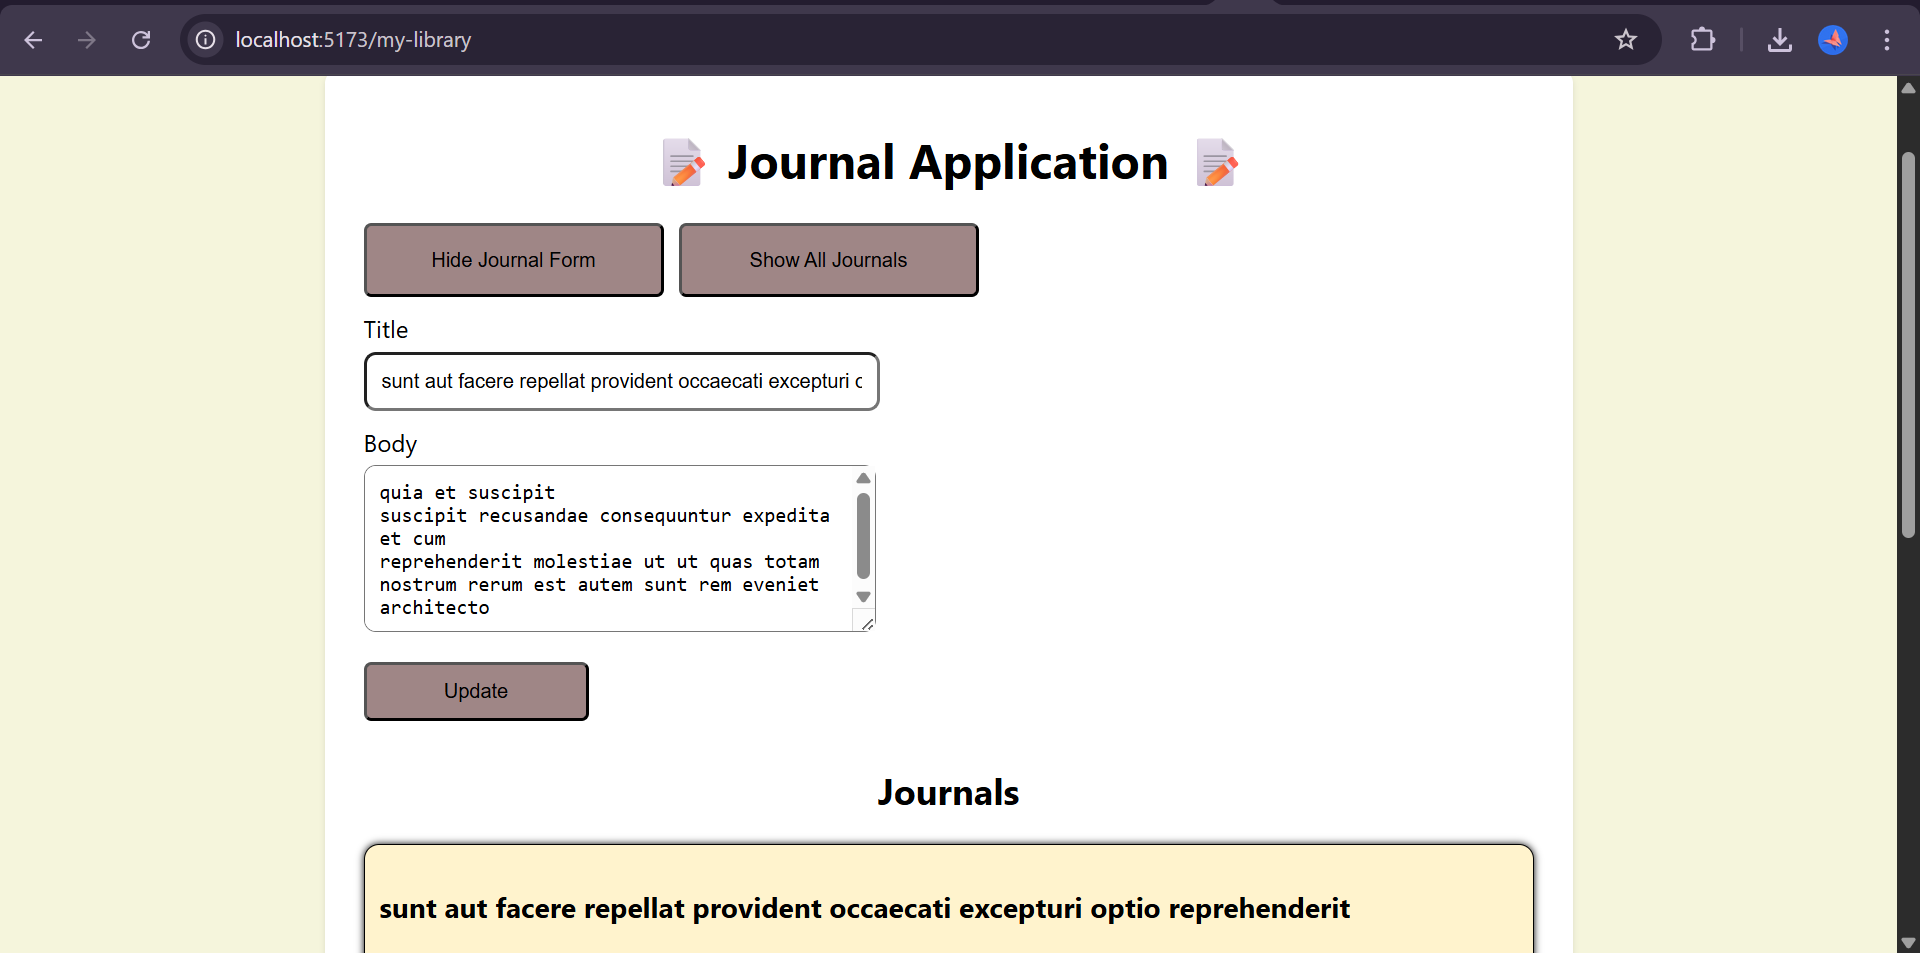 localhost:5173/my-library
Journal Application
Hide Journal Form
Show All Journals
Title
sunt aut facere repellat provident occaecati excepturi
Body
quia et suscipit
suscipit recusandae consequuntur expedita
et cum
reprehenderit molestiae ut ut quas totam
nostrum rerum est autem sunt rem eveniet
architecto
Update
Journals
sunt aut facere repellat provident occaecati excepturi optio reprehenderit